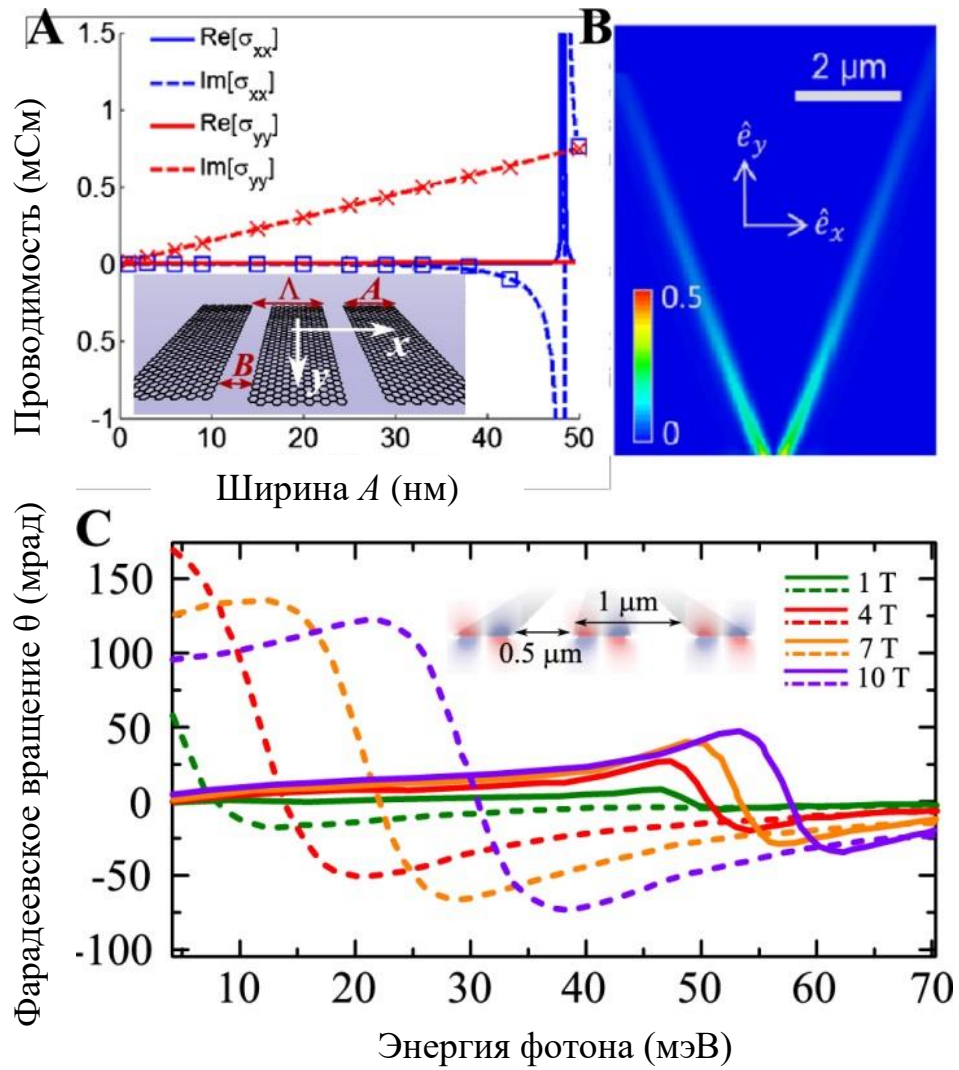 A
Проводимость (мСм)
1.5
1
0.5
0
0.5
-1
Re[σxx]
Im[σxx]
Re[σyy]
Im[σyy]
Λ
A
B
x
y
0
10
20
30
40
50
Ширина A (нм)
B
2 μm
êy
êx
0.5
0
C
Фарадеевское вращение θ (мрад)
150
100
50
0
-50
-100
1 μm
0.5 μm
1 T
4 T
7 T
10 T
10
20
30
40
50
60
70
Энергия фотона (мэВ)